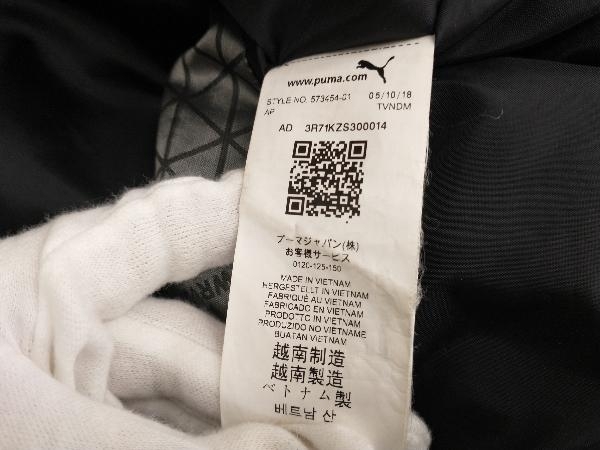 www.puma.com
STYLE NO. 573454-01 05/10/18
AP TVNDM
AD 3R71KZS300014
プーマジャパン(株)
お客様サービス
0120-125-150
MADE IN VIETNAM
HERGESTELLT IN VIETNAM
FABRIQUÉ AU VIETNAM
FABRICADO EN VIETNAM
PRODOTTO IN VIETNAM
PRODUZIDO NO VIETNAME
BUATAN VIETNAM
越南制造
越南製造
ベトナム製
베트남 산